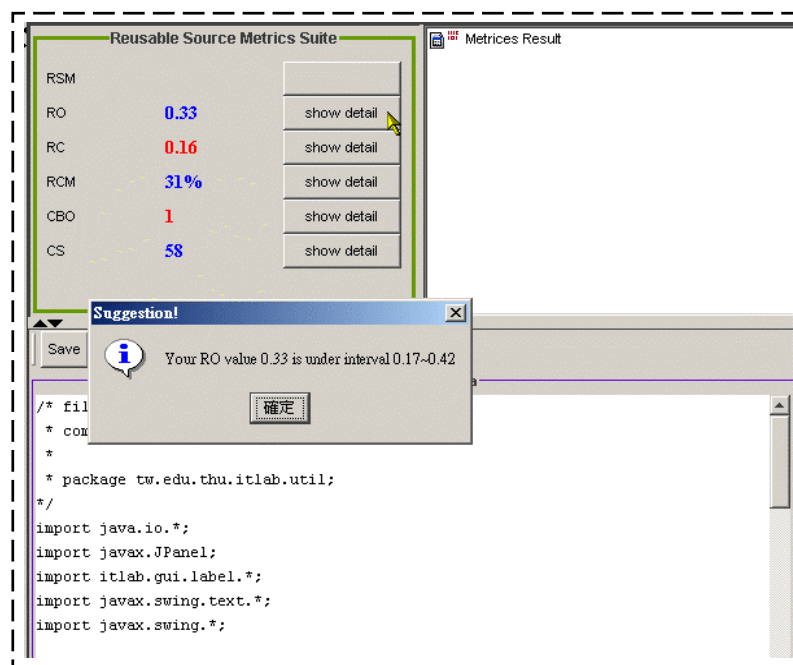 Reusable Source Metrics Suite
Metrices Result
RSM
RO 0.33 show detail
RC 0.16 show detail
RCM 31% show detail
CBO 1 show detail
CS 58 show detail
Suggestion!
Your RO value 0.33 is under interval 0.17~0.42
確定
Save
/* fil
* com
*
* package tw.edu.thu.itlab.util;
*/
import java.io.*;
import javax.JPanel;
import itlab.gui.label.*;
import javax.swing.text.*;
import javax.swing.*;